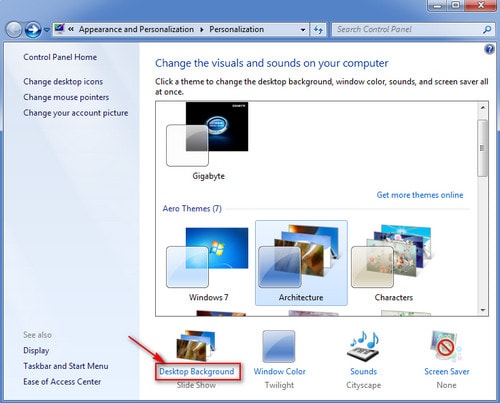 Appearance and Personalization
Personalization
Search Control Panel
Control Panel Home
Change desktop icons
Change mouse pointers
Change your account picture
Change the visuals and sounds on your computer
Click a theme to change the desktop background, window color, sounds, and screen saver all
at once.
GIGABYTE
Gigabyte
Get more themes online
Aero Themes (7)
Windows 7
Architecture
Characters
See also
Display
Taskbar and Start Menu
Ease of Access Center
Desktop Background
Slide Show
Window Color
Twilight
Sounds
Cityscape
Screen Saver
None